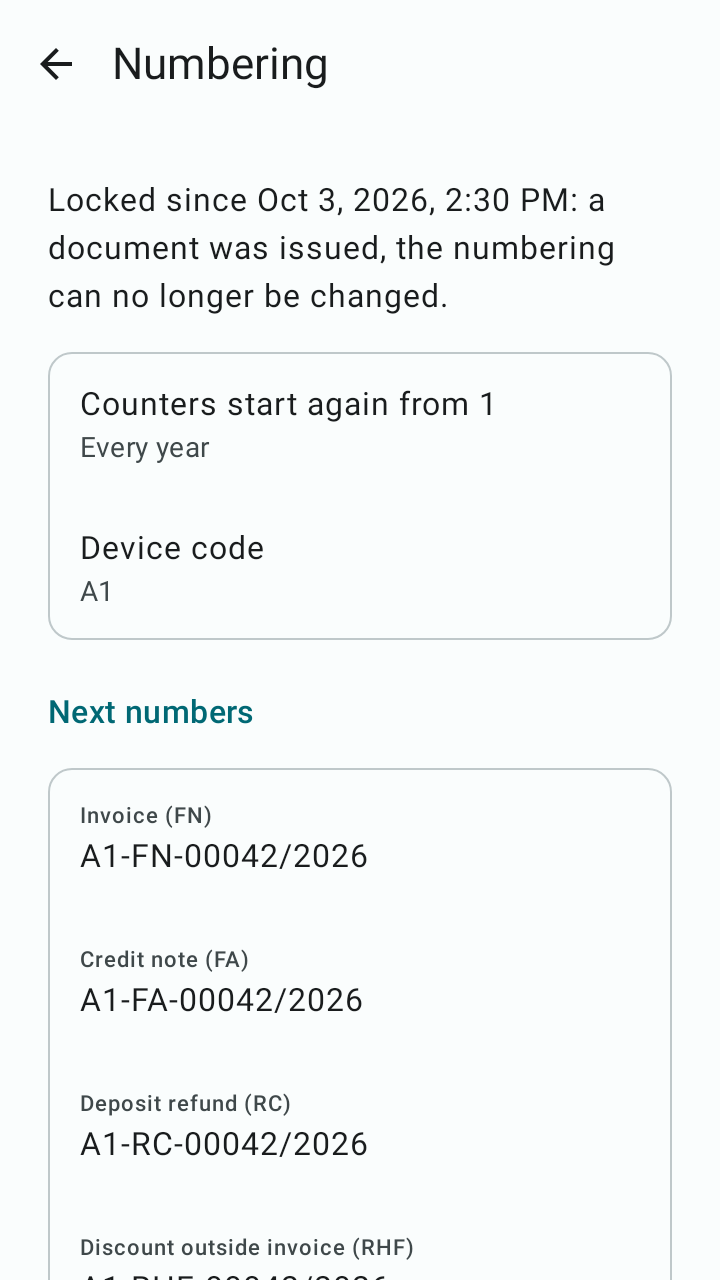 Numbering
Locked since Oct 3, 2026, 2:30 PM: a
document was issued, the numbering
can no longer be changed.
Counters start again from 1
Every year
Device code
A1
Next numbers
Invoice (FN)
A1-FN-00042/2026
Credit note (FA)
A1-FA-00042/2026
Deposit refund (RC)
A1-RC-00042/2026
Discount outside invoice (RHF)